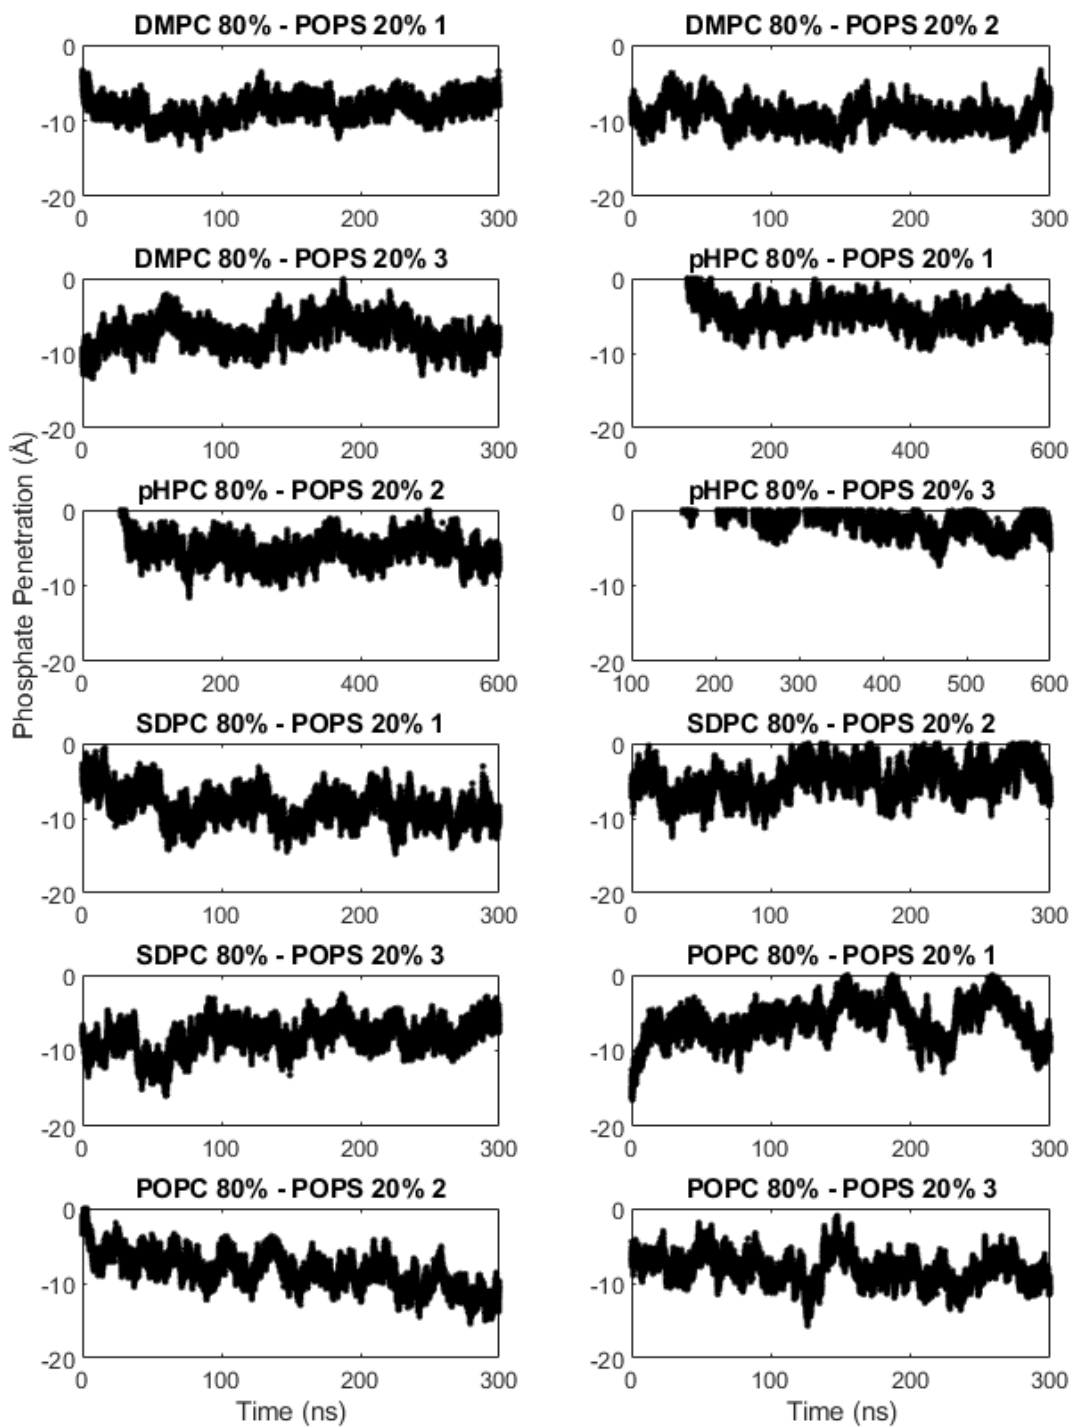 DMPC 80% - POPS 20% 1
DMPC 80% - POPS 20% 2
0
-10
-20
0 100 200 300
0
-10
-20
0 100 200 300
DMPC 80% - POPS 20% 3
pHPC 80% - POPS 20% 1
0
-10
-20
0 100 200 300
0
-10
-20
200 400 600
pHPC 80% - POPS 20% 2
pHPC 80% - POPS 20% 3
0
-10
-20
0 200 400 600
0
-10
-20
100 200 300 400 500 600
Phosphate Penetration (Å)
SDPC 80% - POPS 20% 1
SDPC 80% - POPS 20% 2
0
-10
-20
0 100 200 300
0
-10
-20
0 100 200 300
SDPC 80% - POPS 20% 3
POPC 80% - POPS 20% 1
0
-10
-20
0 100 200 300
0
-10
-20
0 100 200 300
POPC 80% - POPS 20% 2
POPC 80% - POPS 20% 3
0
-10
-20
0 100 200 300
0
-10
-20
0 100 200 300
Time (ns)
Time (ns)